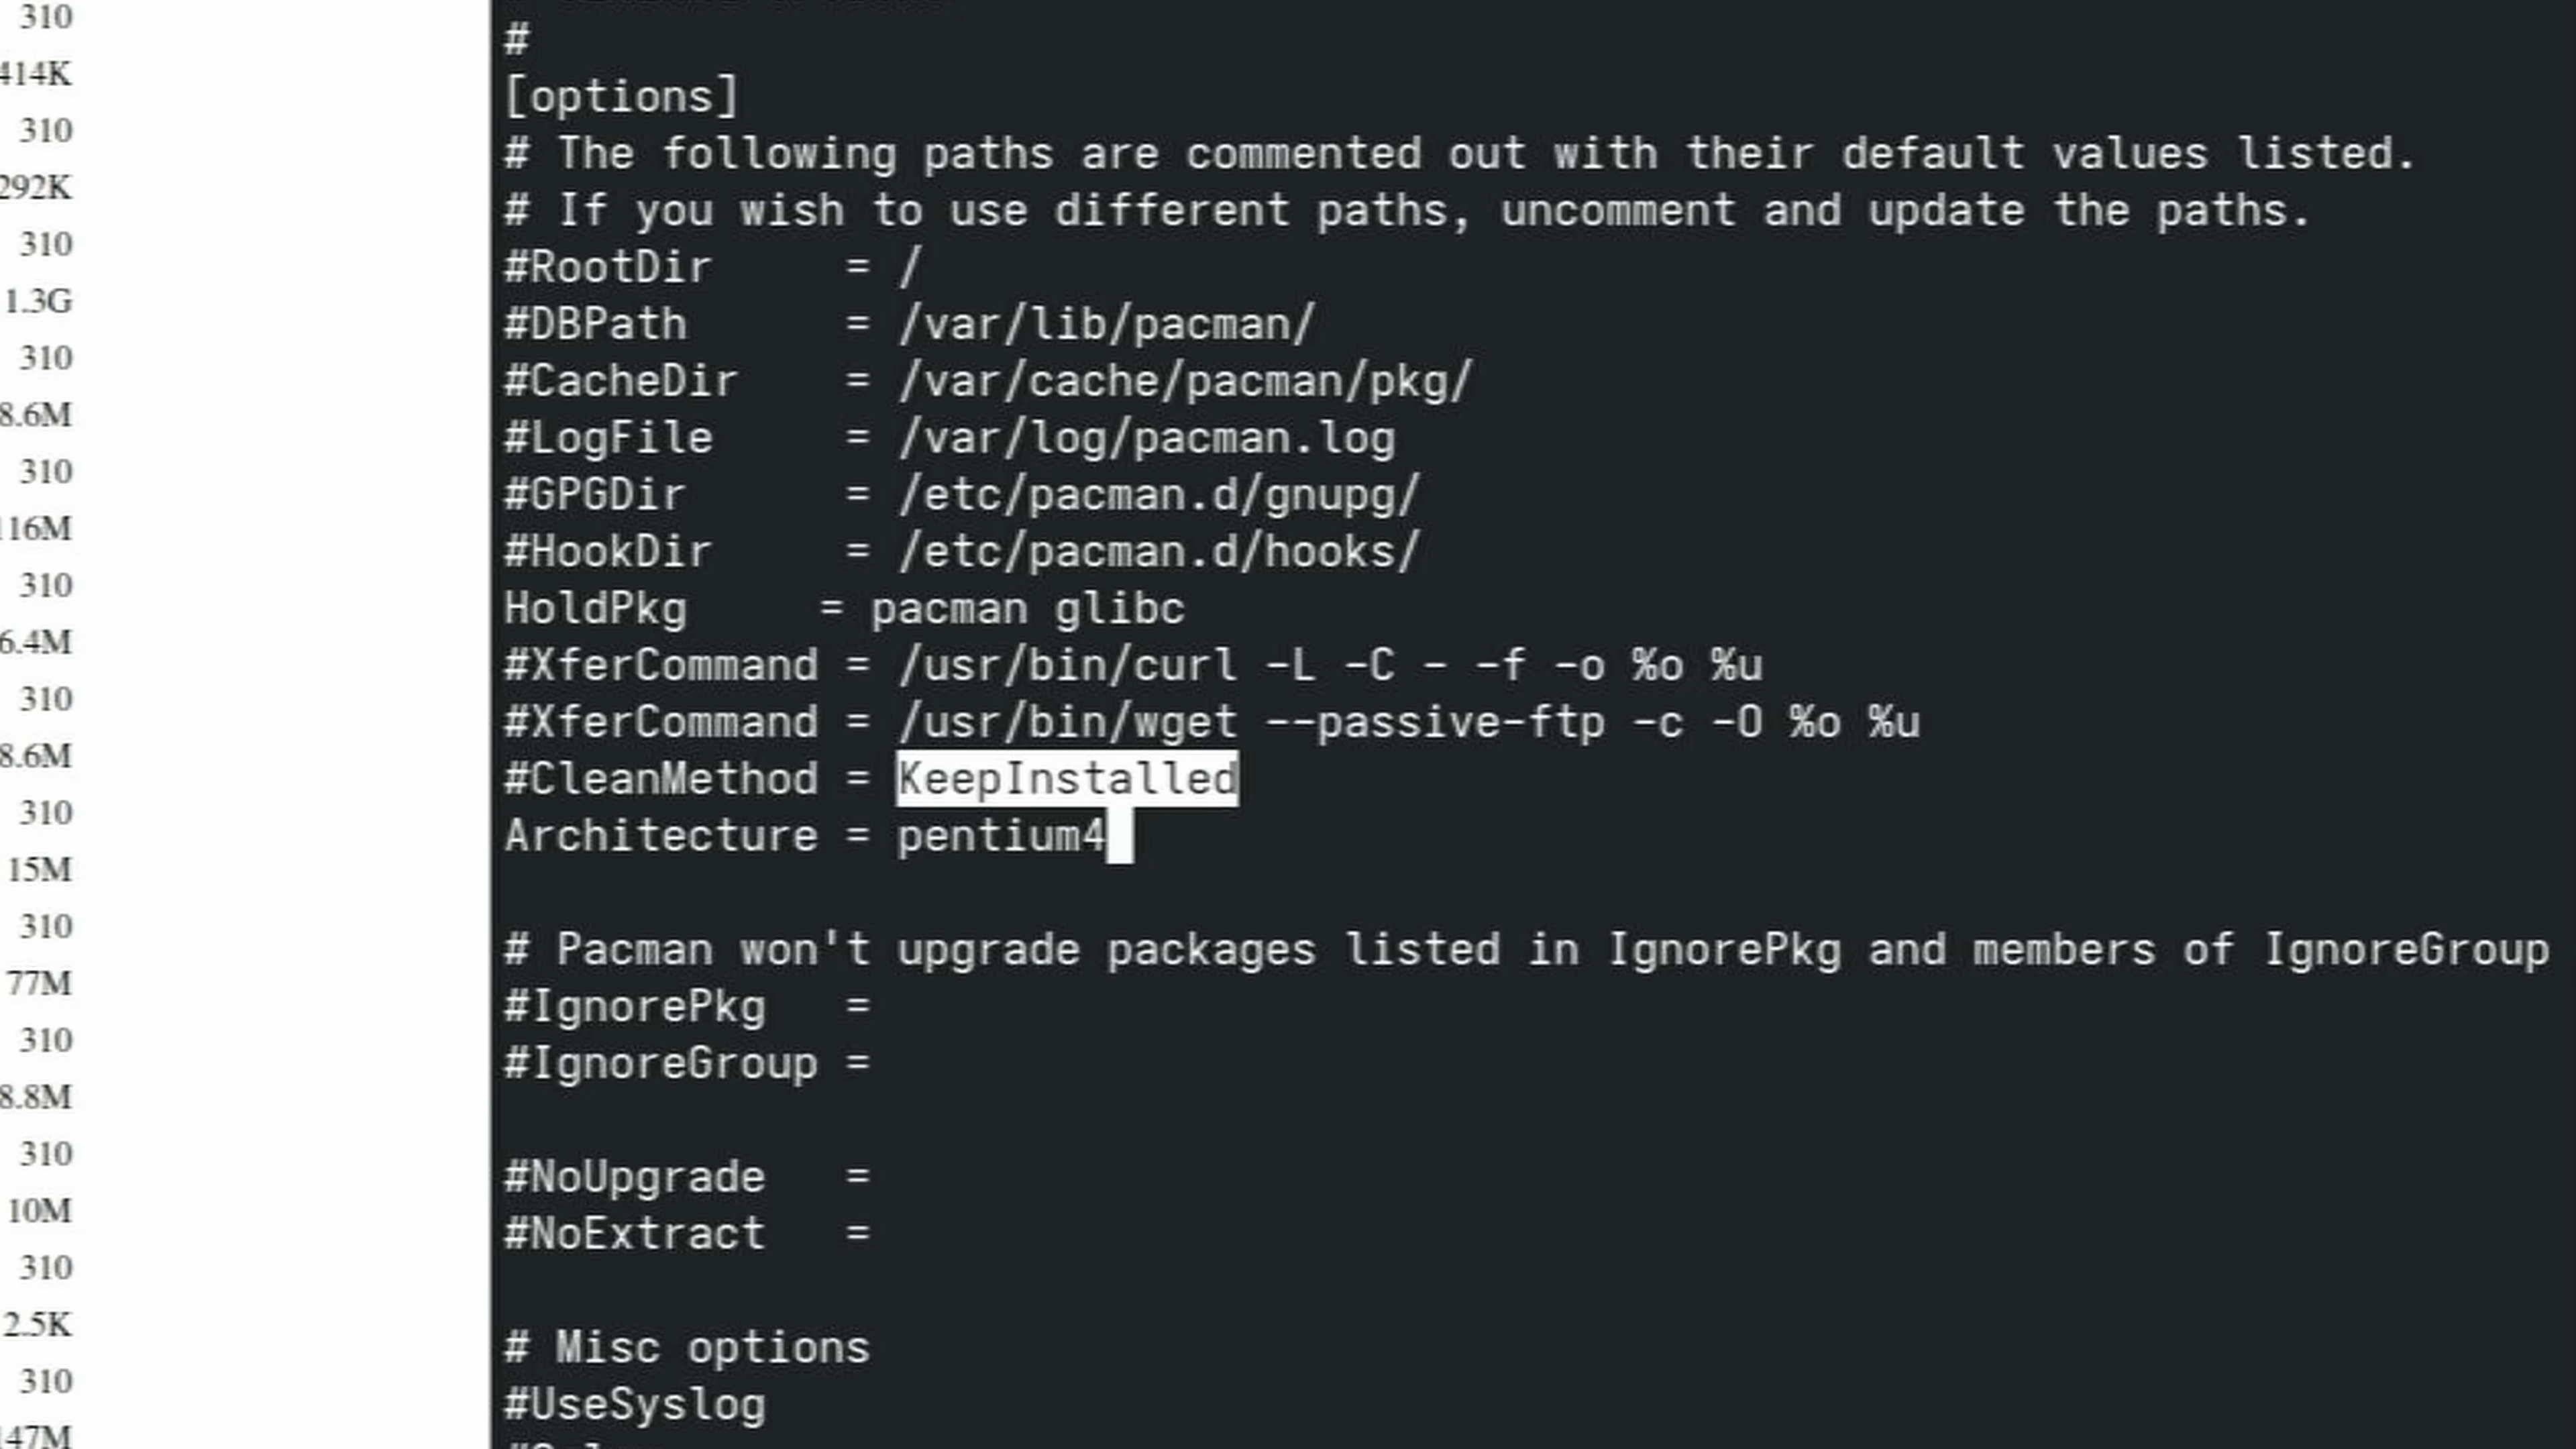 310
414K
310
292K
310
1.3G
310
8.6M
310
116M
310
6.4M
310
8.6M
310
15M
310
77M
310
8.8M
310
10M
310
2.5K
310
147M
#
[options]
# The following paths are commented out with their default values listed.
# If you wish to use different paths, uncomment and update the paths.
#RootDir     = /
#DBPath      = /var/lib/pacman/
#CacheDir    = /var/cache/pacman/pkg/
#LogFile     = /var/log/pacman.log
#GPGDir      = /etc/pacman.d/gnupg/
#HookDir     = /etc/pacman.d/hooks/
HoldPkg     = pacman glibc
#XferCommand = /usr/bin/curl -L -C - -f -o %o %u
#XferCommand = /usr/bin/wget --passive-ftp -c -O %o %u
#CleanMethod = KeepInstalled
Architecture = pentium4

# Pacman won't upgrade packages listed in IgnorePkg and members of IgnoreGroup
#IgnorePkg   =
#IgnoreGroup =

#NoUpgrade   =
#NoExtract   =

# Misc options
#UseSyslog